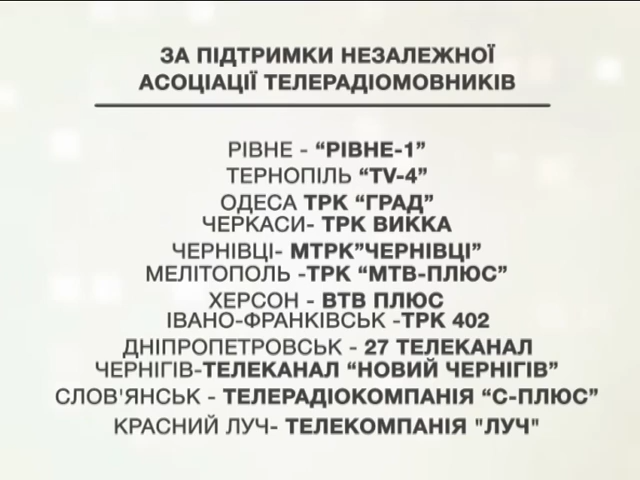 ЗА ПІДТРИМКИ НЕЗАЛЕЖНОЇ
АСОЦІАЦІЇ ТЕЛЕРАДІОМОВНИКІВ
РІВНЕ - “РІВНЕ-1”
ТЕРНОПІЛЬ “TV-4”
ОДЕСА ТРК “ГРАД”
ЧЕРКАСИ- ТРК ВИККА
ЧЕРНІВЦІ- МТРК”ЧЕРНІВЦІ”
МЕЛІТОПОЛЬ -ТРК “МТВ-ПЛЮС”
ХЕРСОН - ВТВ ПЛЮС
ІВАНО-ФРАНКІВСЬК -ТРК 402
ДНІПРОПЕТРОВСЬК - 27 ТЕЛЕКАНАЛ
ЧЕРНІГІВ-ТЕЛЕКАНАЛ “НОВИЙ ЧЕРНІГІВ”
СЛОВ'ЯНСЬК - ТЕЛЕРАДІОКОМПАНІЯ “С-ПЛЮС”
КРАСНИЙ ЛУЧ- ТЕЛЕКОМПАНІЯ "ЛУЧ"